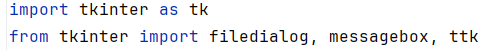 import tkinter as tk
from tkinter import filedialog, messagebox, ttk